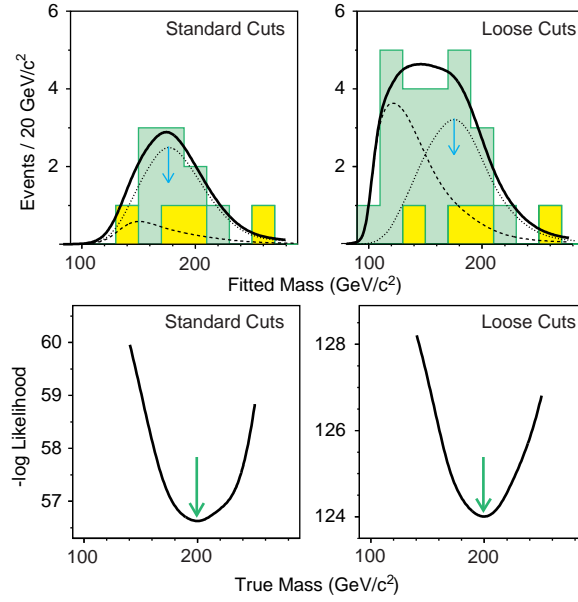 Standard Cuts
Loose Cuts
6
4
2
6
4
2
Events / 20 GeV/c²
100
200
100
200
Fitted Mass (GeV/c²)
Standard Cuts
Loose Cuts
60
59
58
57
128
126
124
-log Likelihood
100
200
100
200
True Mass (GeV/c²)